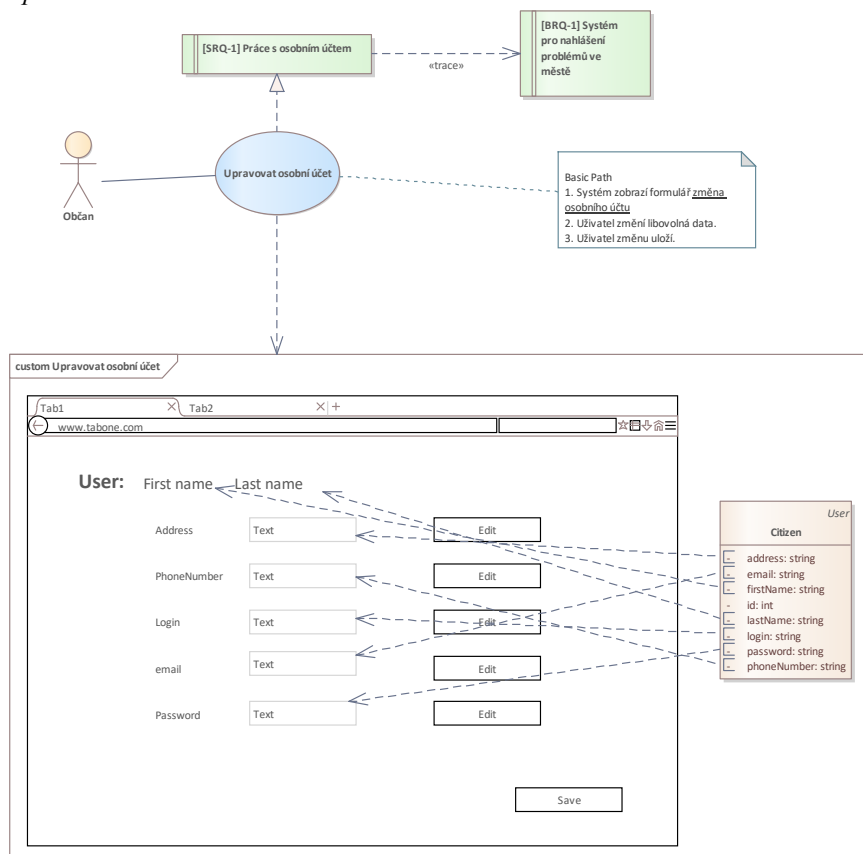 [SRQ-1] Práce s osobním účtem
«trace»
[BRQ-1] Systém
pro nahlášení
problémů ve
městě
Občan
Upravovat osobní účet
Basic Path
1. Systém zobrazí formulář změna
osobního účtu
2. Uživatel změní libovolná data.
3. Uživatel změnu uloží.
custom Upravovat osobní účet
Tab1
Tab2
www.tabone.com
User: First name Last name
Address Text Edit
PhoneNumber Text Edit
Login Text Edit
email Text Edit
Password Text Edit
Save
User
Citizen
- address: string
- email: string
- firstName: string
- id: int
- lastName: string
- login: string
- password: string
- phoneNumber: string